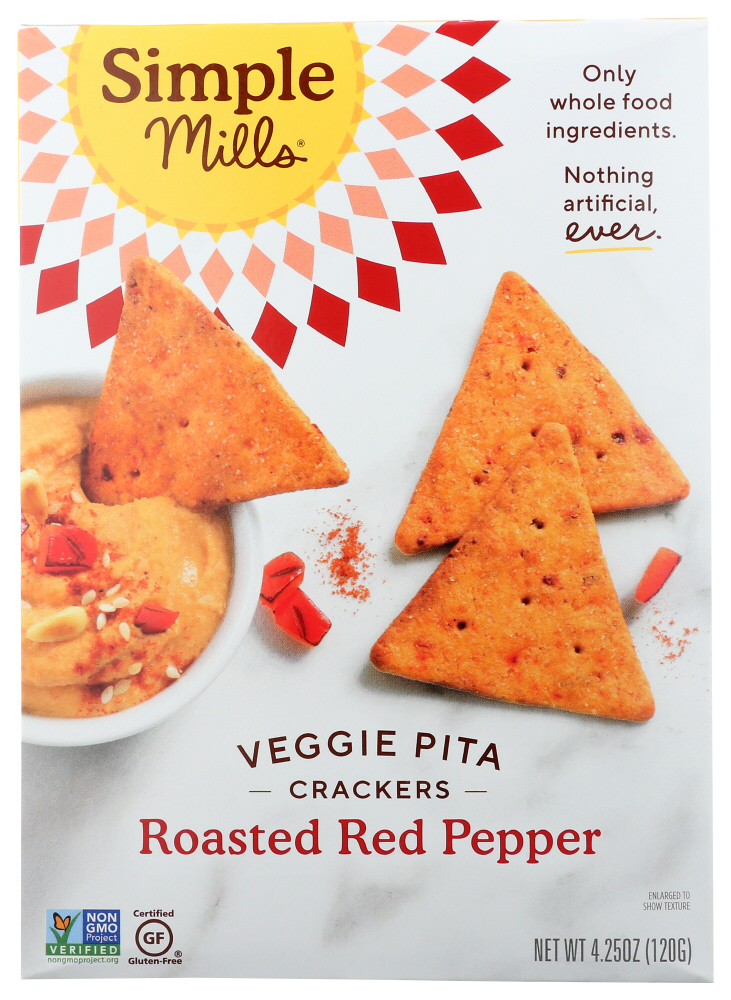 Simple
Mills®
Only
whole food
ingredients.
Nothing
artificial,
ever.
VEGGIE PITA
— CRACKERS —
Roasted Red Pepper
ENLARGED TO
SHOW TEXTURE
NON
GMO
Project
VERIFIED
nongmoproject.org
Certified
GF®
Gluten-Free
NET WT 4.25OZ (120G)